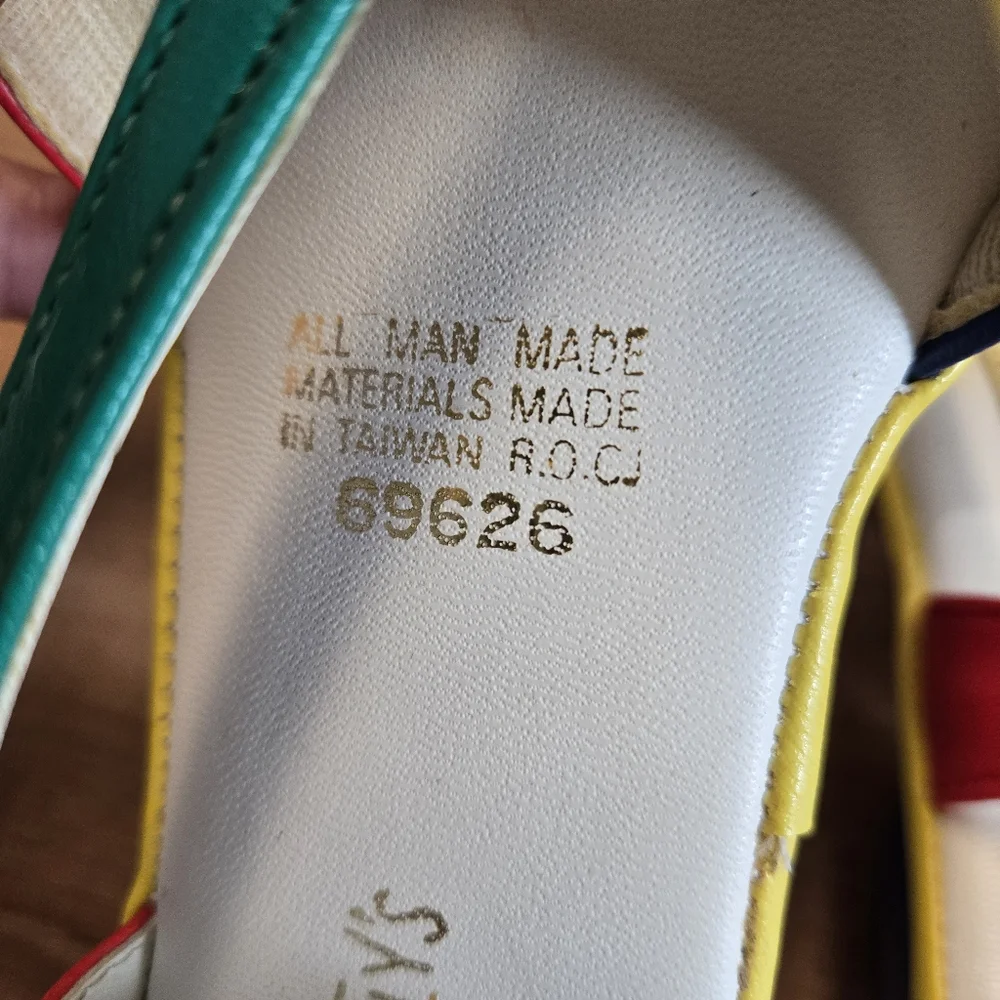 ALL MAN MADE
MATERIALS MADE
IN TAIWAN R.O.C.
69626